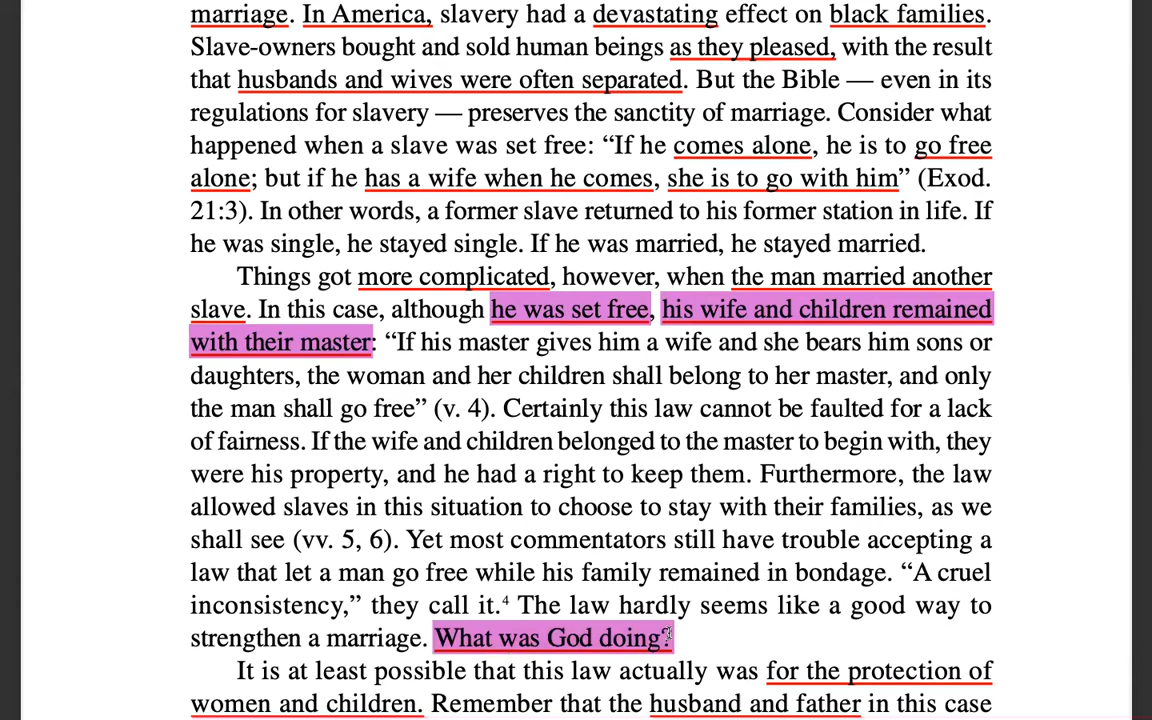 marriage. In America, slavery had a devastating effect on black families.
Slave-owners bought and sold human beings as they pleased, with the result
that husbands and wives were often separated. But the Bible — even in its
regulations for slavery — preserves the sanctity of marriage. Consider what
happened when a slave was set free: “If he comes alone, he is to go free
alone; but if he has a wife when he comes, she is to go with him” (Exod.
21:3). In other words, a former slave returned to his former station in life. If
he was single, he stayed single. If he was married, he stayed married.
Things got more complicated, however, when the man married another
slave. In this case, although he was set free, his wife and children remained
with their master: “If his master gives him a wife and she bears him sons or
daughters, the woman and her children shall belong to her master, and only
the man shall go free” (v. 4). Certainly this law cannot be faulted for a lack
of fairness. If the wife and children belonged to the master to begin with, they
were his property, and he had a right to keep them. Furthermore, the law
allowed slaves in this situation to choose to stay with their families, as we
shall see (vv. 5, 6). Yet most commentators still have trouble accepting a
law that let a man go free while his family remained in bondage. “A cruel
inconsistency,” they call it.⁴ The law hardly seems like a good way to
strengthen a marriage. What was God doing?
It is at least possible that this law actually was for the protection of
women and children. Remember that the husband and father in this case